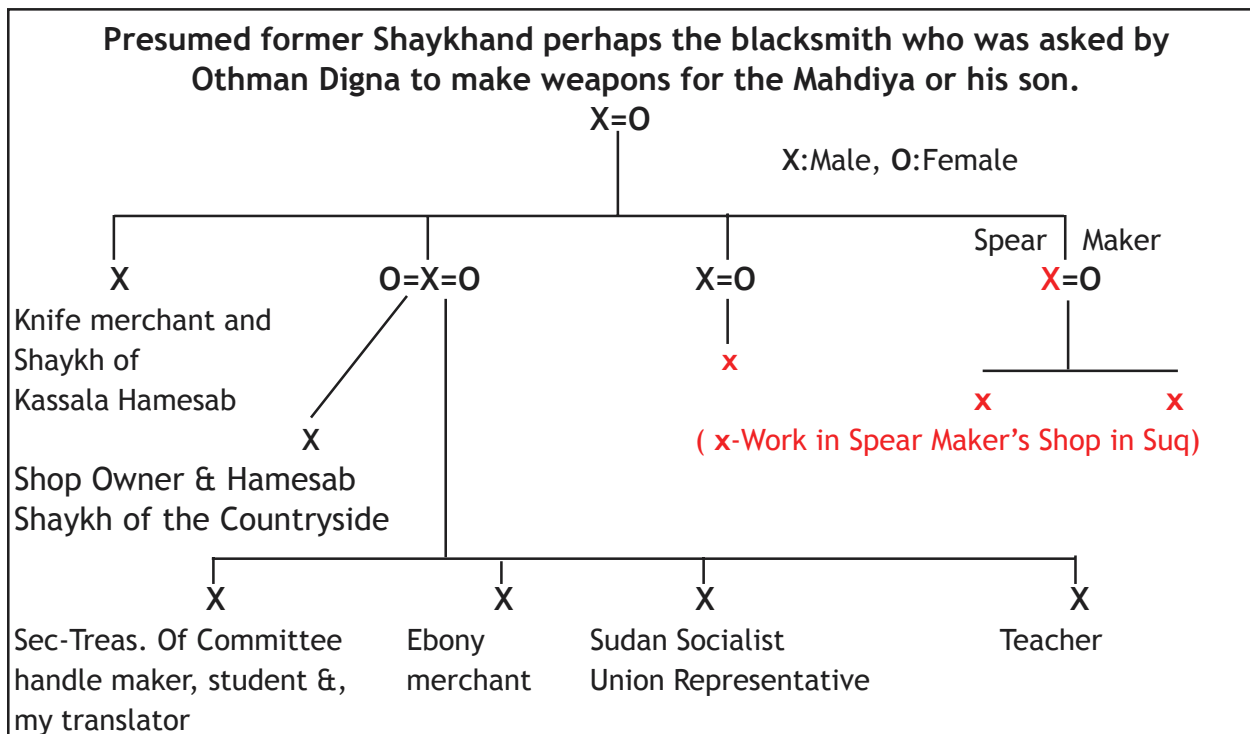 Presumed former Shaykhand perhaps the blacksmith who was asked by
Othman Digna to make weapons for the Mahdiya or his son.
X=O
X:Male, O:Female
Spear Maker
X O=X=O X=O X=O
Knife merchant and
Shaykh of
Kassala Hamesab
x
x x
( x-Work in Spear Maker’s Shop in Suq)
X
Shop Owner & Hamesab
Shaykh of the Countryside
X X X X
Sec-Treas. Of Committee
handle maker, student &,
my translator
Ebony
merchant
Sudan Socialist
Union Representative
Teacher